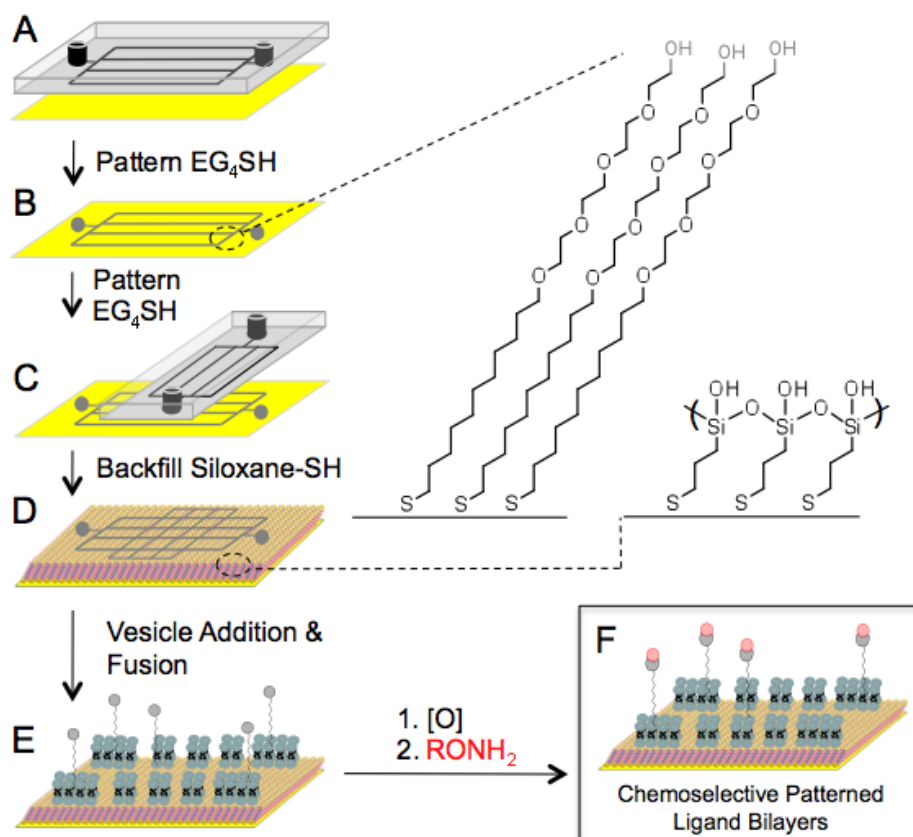 A
Pattern EG4SH
B
Pattern
EG4SH
C
Backfill Siloxane-SH
D
Vesicle Addition &
Fusion
E
1. [O]
2. RONH2
F
Chemoselective Patterned
Ligand Bilayers
OH OH OH
O O O
O O O
O O O
O O O
S S S
OH OH OH
( Si O Si O Si )
S S S